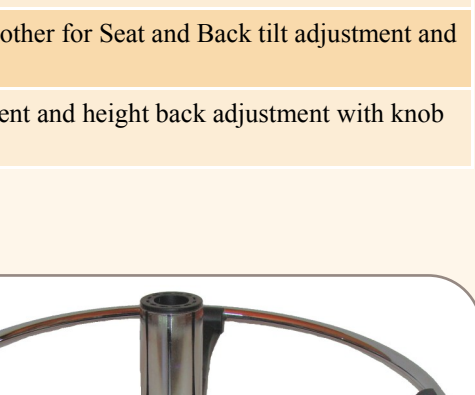 other for Seat and Back tilt adjustment and
ent and height back adjustment with knob